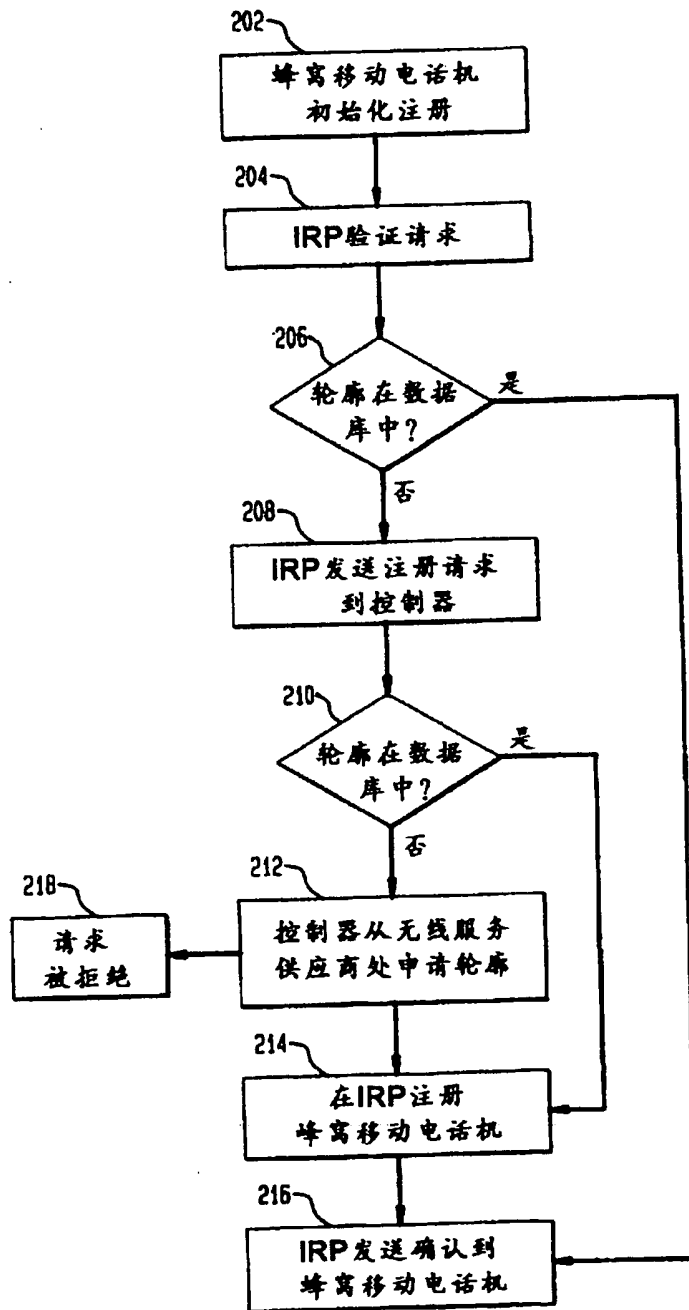 202
蜂窝移动电话机
初始化注册
204
IRP验证请求
206
轮廓在数据
库中?
是
否
208
IRP发送注册请求
到控制器
210
轮廓在数据
库中?
是
否
212
控制器从无线服务
供应商处申请轮廓
218
请求
被拒绝
214
在IRP注册
蜂窝移动电话机
216
IRP发送确认到
蜂窝移动电话机